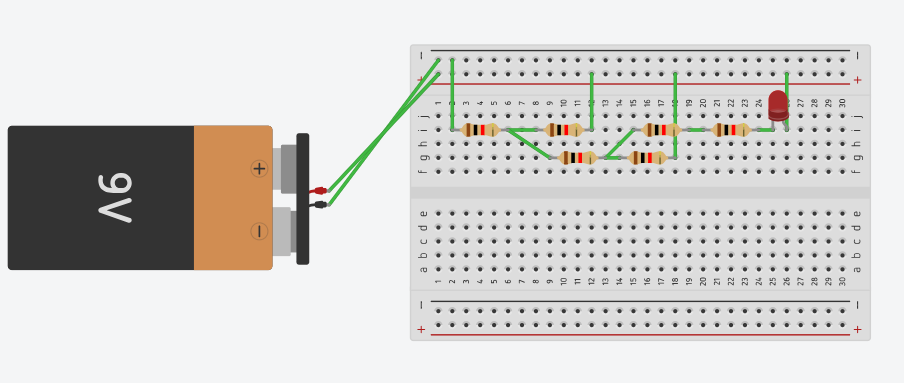 9V
+
−
− −
+ +
1 2 3 4 5 6 7 8 9 10 11 12 13 14 15 16 17 18 19 20 21 22 23 24 25 26 27 28 29 30
j j
i i
h h
g g
f f
e e
d d
c c
b b
a a
1 2 3 4 5 6 7 8 9 10 11 12 13 14 15 16 17 18 19 20 21 22 23 24 25 26 27 28 29 30
− −
+ +